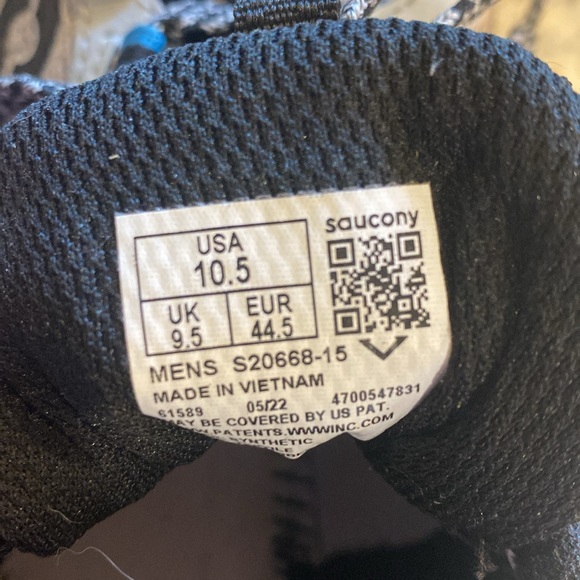 USA
10.5
UK
9.5
EUR
44.5
saucony
MENS S20668-15
MADE IN VIETNAM
61589 05/22 4700547831
MAY BE COVERED BY US PAT.
WWW.PATENTS.WWWINC.COM
SYNTHETIC